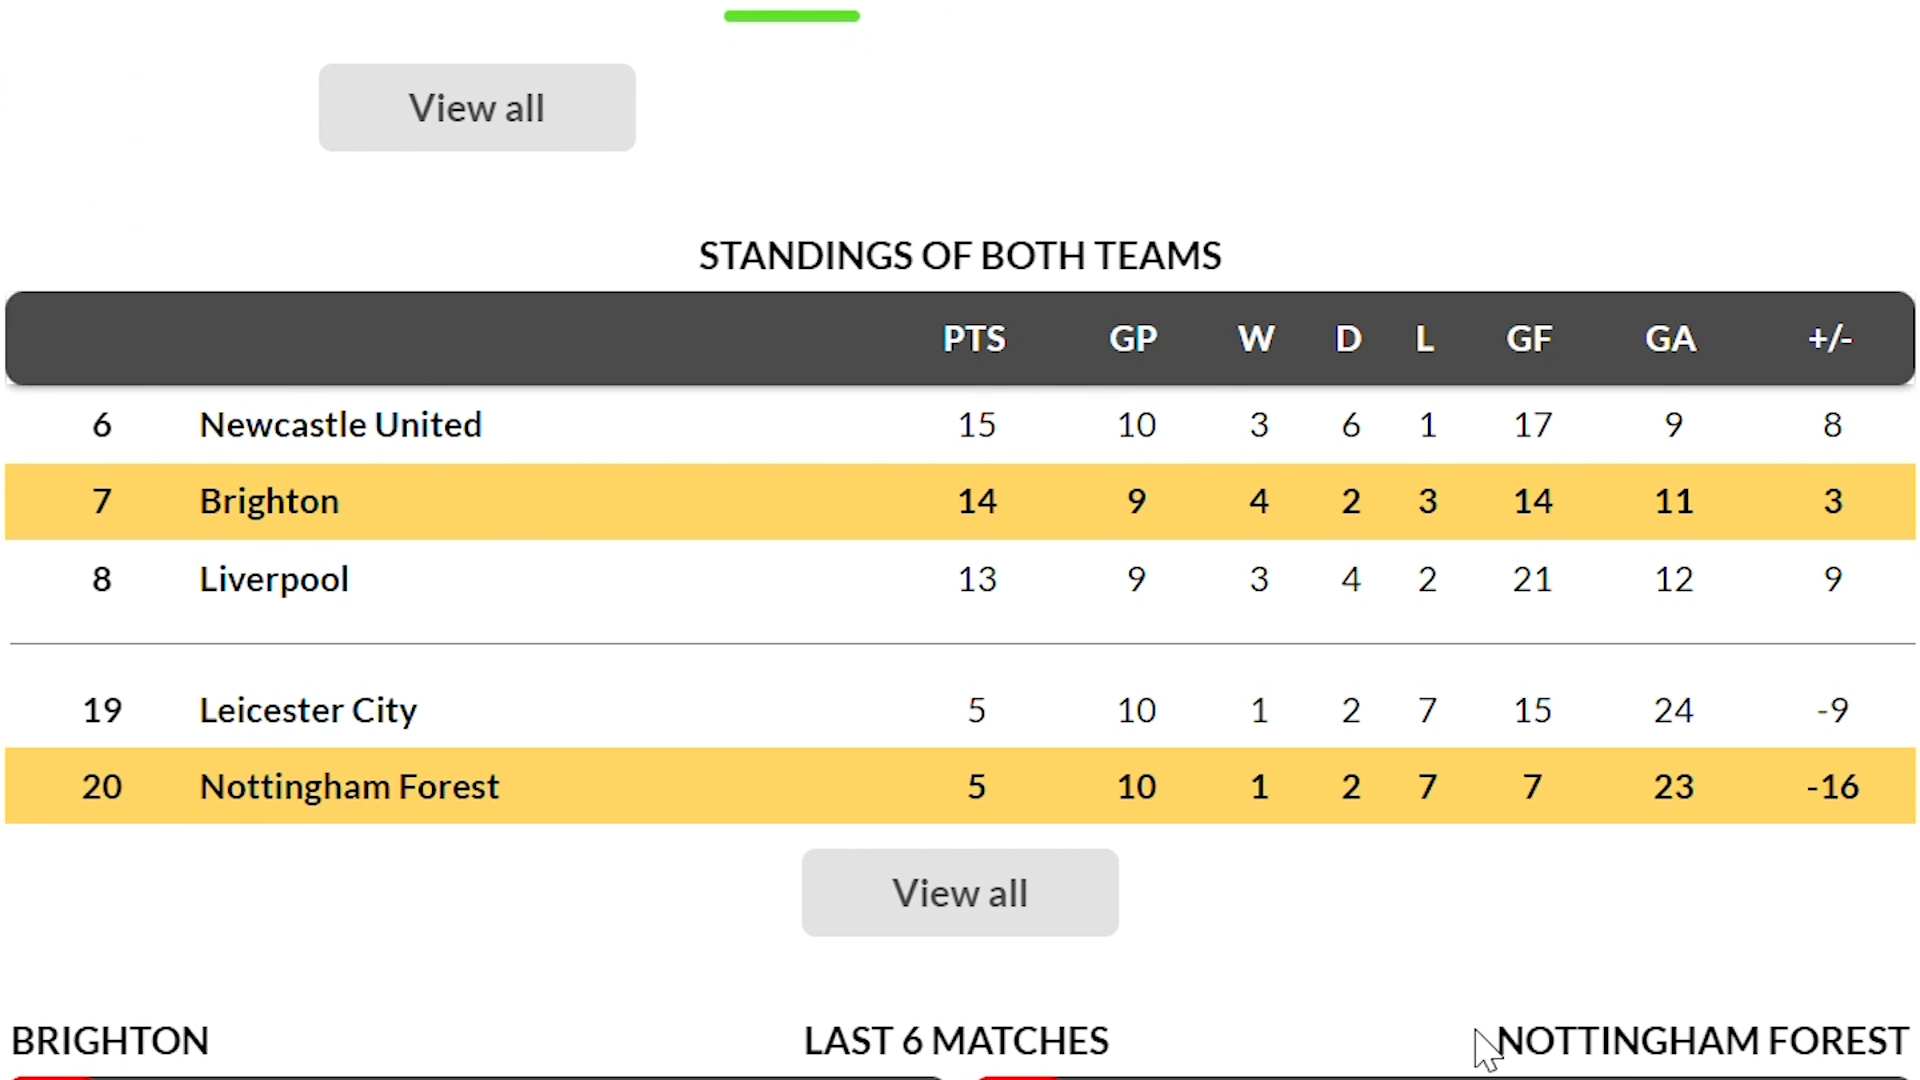 View all
STANDINGS OF BOTH TEAMS
PTS GP W D L GF GA +/-
6 Newcastle United 15 10 3 6 1 17 9 8
7 Brighton 14 9 4 2 3 14 11 3
8 Liverpool 13 9 3 4 2 21 12 9
19 Leicester City 5 10 1 2 7 15 24 -9
20 Nottingham Forest 5 10 1 2 7 7 23 -16
View all
BRIGHTON LAST 6 MATCHES NOTTINGHAM FOREST